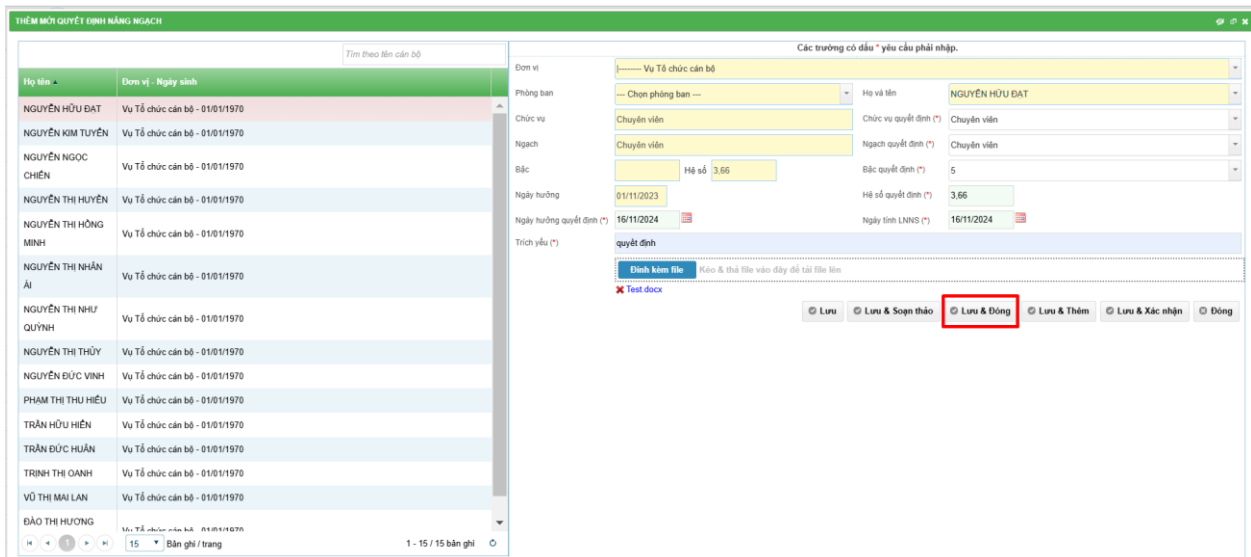 THÊM MỚI QUYẾT ĐỊNH NÂNG NGẠCH
Tìm theo tên cán bộ
Họ tên Đơn vị - Ngày sinh
NGUYỄN HỮU ĐẠT Vụ Tổ chức cán bộ - 01/01/1970
NGUYỄN KIM TUYẾN Vụ Tổ chức cán bộ - 01/01/1970
NGUYỄN NGỌC
CHIẾN Vụ Tổ chức cán bộ - 01/01/1970
NGUYỄN THỊ HUYÊN Vụ Tổ chức cán bộ - 01/01/1970
NGUYỄN THỊ HỒNG
MINH Vụ Tổ chức cán bộ - 01/01/1970
NGUYỄN THỊ NHÂN
ÁI Vụ Tổ chức cán bộ - 01/01/1970
NGUYỄN THỊ NHƯ
QUỲNH Vụ Tổ chức cán bộ - 01/01/1970
NGUYỄN THỊ THỦY Vụ Tổ chức cán bộ - 01/01/1970
NGUYỄN ĐỨC VINH Vụ Tổ chức cán bộ - 01/01/1970
PHẠM THỊ THU HIẾU Vụ Tổ chức cán bộ - 01/01/1970
TRẦN HỮU HIỂN Vụ Tổ chức cán bộ - 01/01/1970
TRẦN ĐỨC HUÂN Vụ Tổ chức cán bộ - 01/01/1970
TRỊNH THỊ OANH Vụ Tổ chức cán bộ - 01/01/1970
VŨ THỊ MAI LAN Vụ Tổ chức cán bộ - 01/01/1970
ĐÀO THỊ HƯƠNG Vụ Tổ chức cán bộ - 01/01/1970
1 15 Bản ghi / trang 1 - 15 / 15 bản ghi
Các trường có dấu * yêu cầu phải nhập.
Đơn vị |-------- Vụ Tổ chức cán bộ
Phòng ban --- Chọn phòng ban --- Họ và tên NGUYỄN HỮU ĐẠT
Chức vụ Chuyên viên Chức vụ quyết định (*) Chuyên viên
Ngạch Chuyên viên Ngạch quyết định (*) Chuyên viên
Bậc Hệ số 3,66 Bậc quyết định (*) 5
Ngày hưởng 01/11/2023 Hệ số quyết định (*) 3,66
Ngày hưởng quyết định (*) 16/11/2024 Ngày tính LNNS (*) 16/11/2024
Trích yếu (*) quyết định
Đính kèm file Kéo & thả file vào đây để tải file lên
Test.docx
Lưu Lưu & Soạn thảo Lưu & Đóng Lưu & Thêm Lưu & Xác nhận Đóng